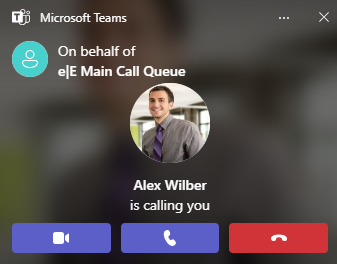 Microsoft Teams
On behalf of
e|E Main Call Queue
Alex Wilber
is calling you